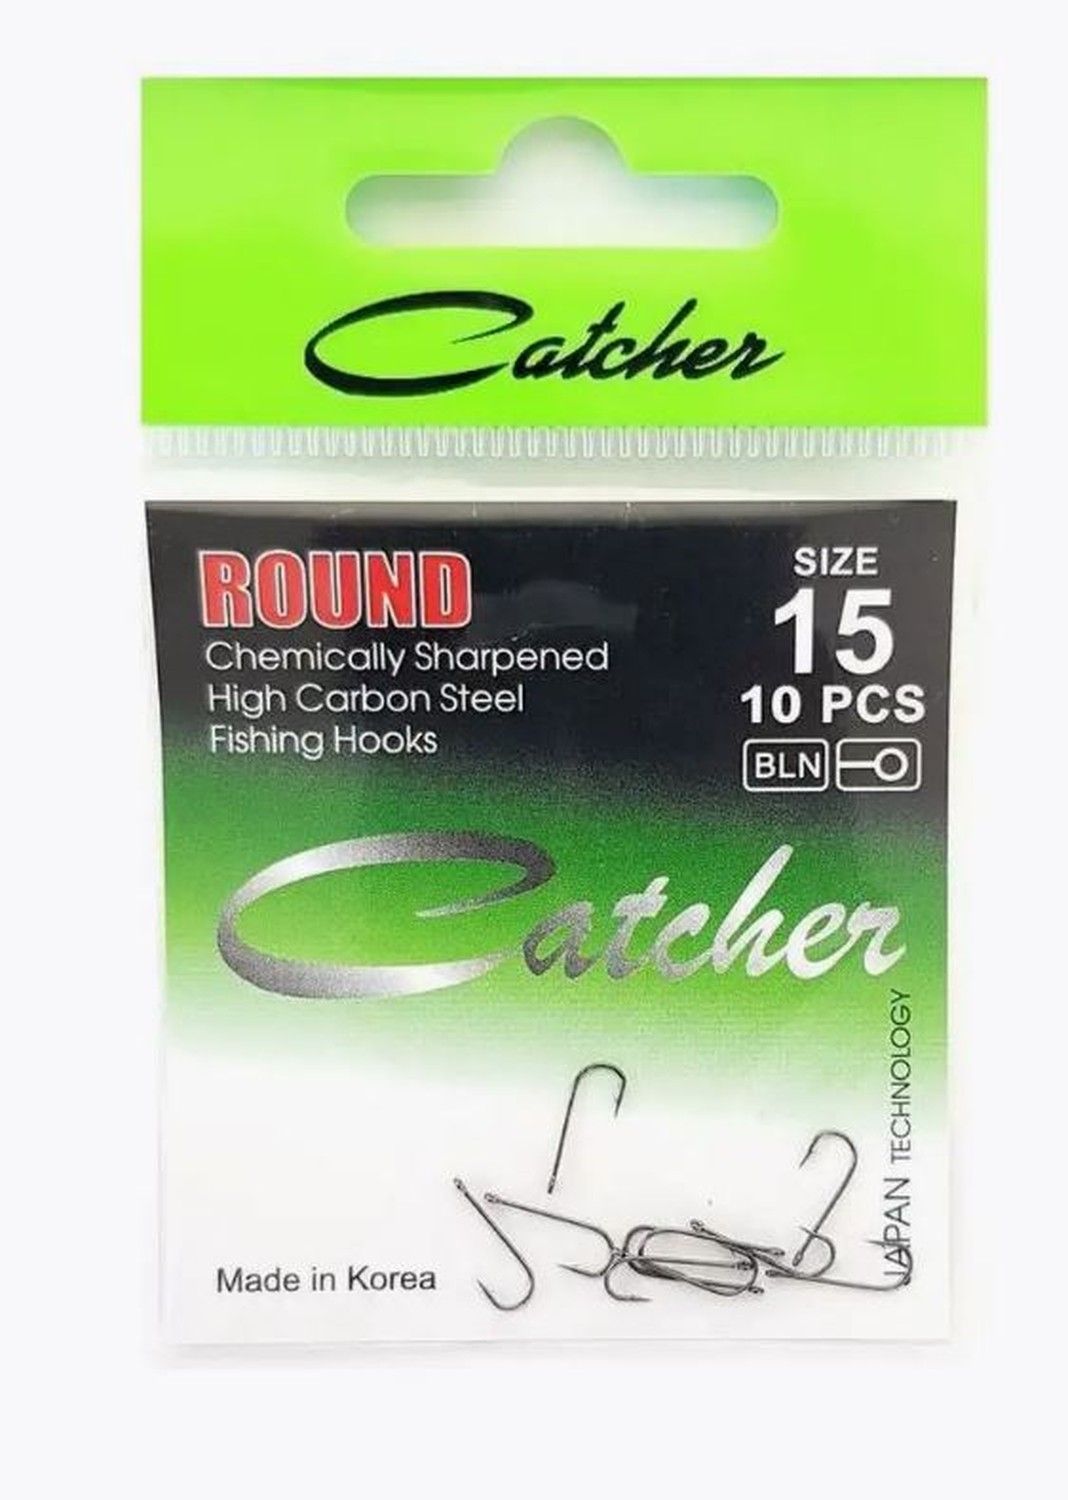 Catcher
ROUND
Chemically Sharpened
High Carbon Steel
Fishing Hooks
SIZE
15
10 PCS
BLN
Catcher
JAPAN TECHNOLOGY
Made in Korea